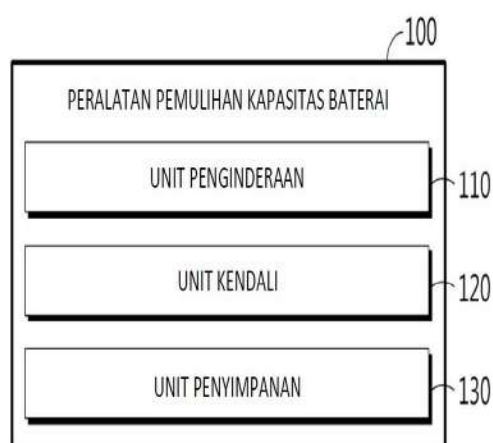 100
PERALATAN PEMULIHAN KAPASITAS BATERAI
UNIT PENGINDERAAN
110
UNIT KENDALI
120
UNIT PENYIMPANAN
130